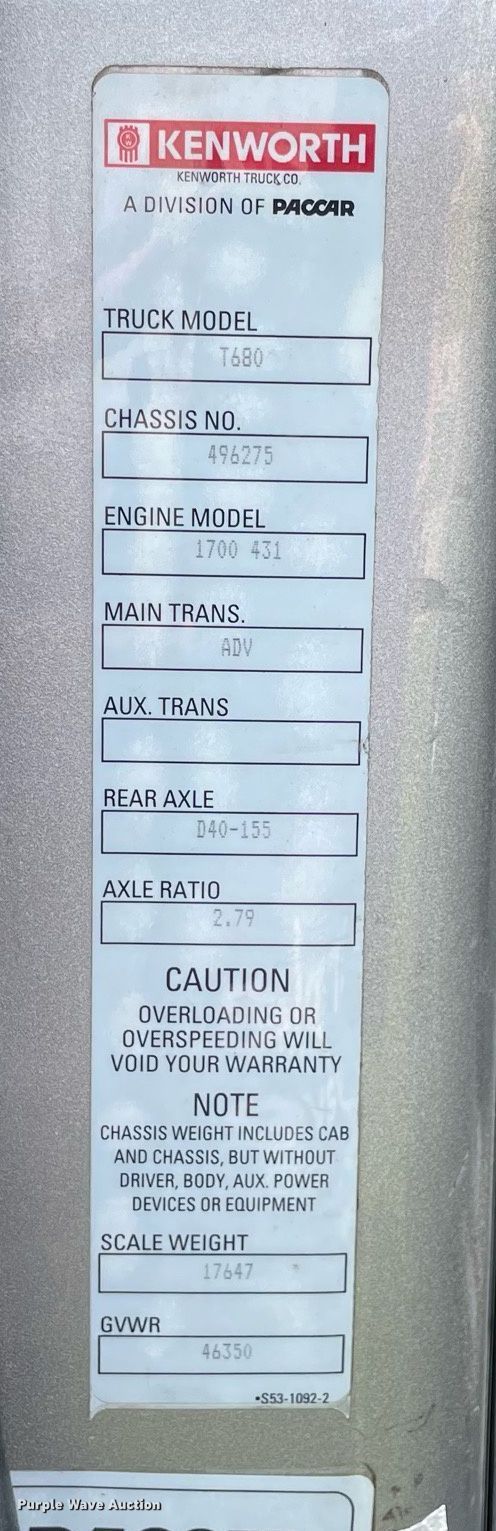 KENWORTH
KENWORTH TRUCK CO.
A DIVISION OF PACCAR
TRUCK MODEL
T680
CHASSIS NO.
496275
ENGINE MODEL
1700 431
MAIN TRANS.
ADV
AUX. TRANS
REAR AXLE
D40-155
AXLE RATIO
2.79
CAUTION
OVERLOADING OR
OVERSPEEDING WILL
VOID YOUR WARRANTY
NOTE
CHASSIS WEIGHT INCLUDES CAB
AND CHASSIS, BUT WITHOUT
DRIVER, BODY, AUX. POWER
DEVICES OR EQUIPMENT
SCALE WEIGHT
17647
GVWR
46350
•S53-1092-2
Purple Wave Auction